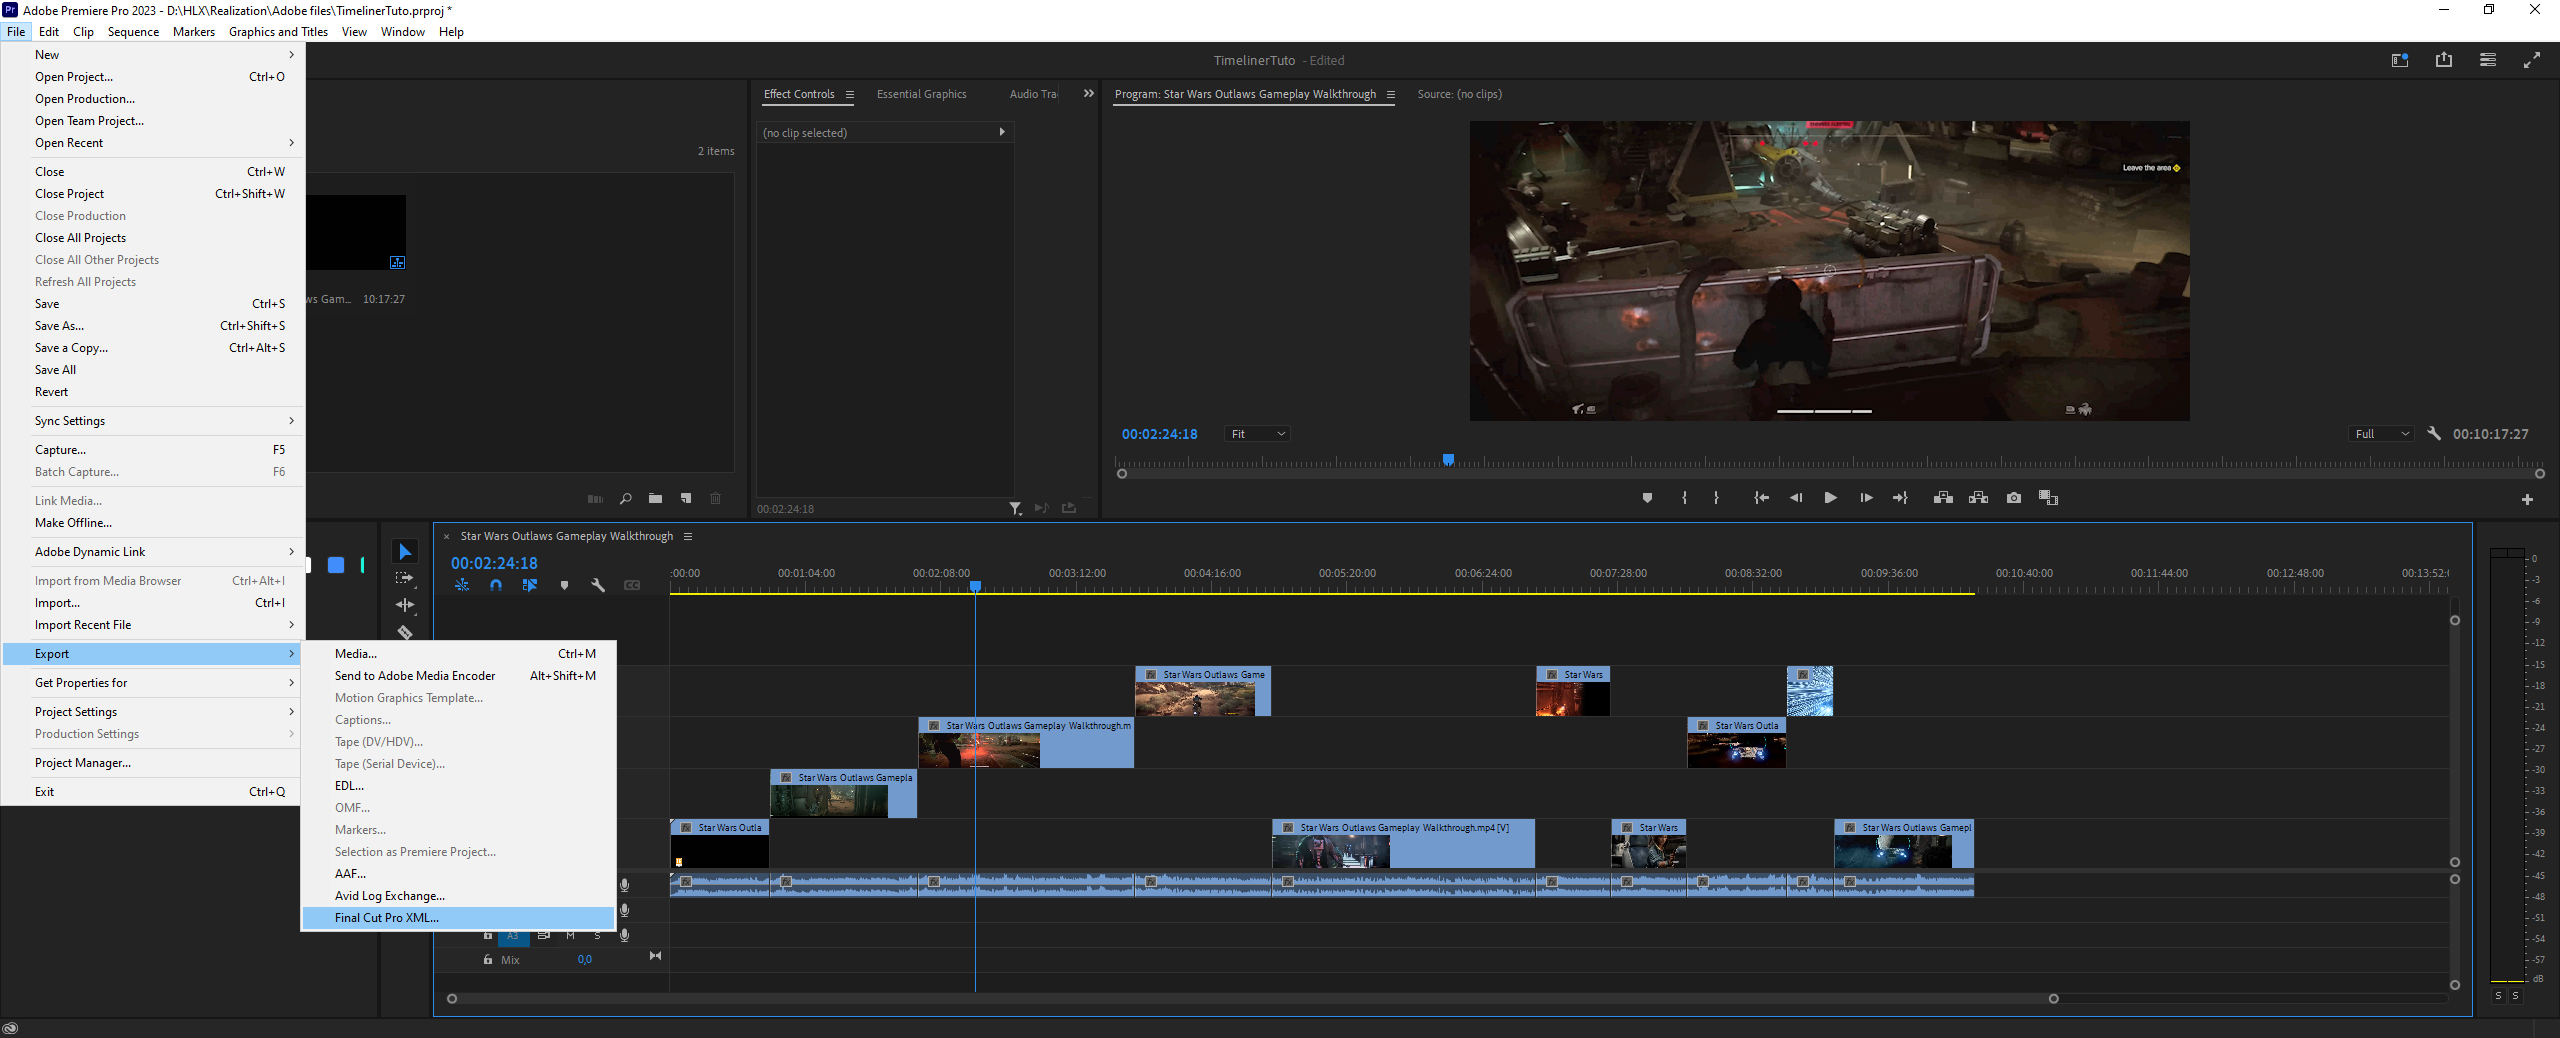 Adobe Premiere Pro 2023 - D:\HLX\Realization\Adobe files\TimelinerTuto.prproj *
File Edit Clip Sequence Markers Graphics and Titles View Window Help
New
Open Project... Ctrl+O
Open Production...
Open Team Project...
Open Recent
Close Ctrl+W
Close Project Ctrl+Shift+W
Close Production
Close All Projects
Close All Other Projects
Refresh All Projects
Save Ctrl+S
Save As... Ctrl+Shift+S
Save a Copy... Ctrl+Alt+S
Save All
Revert
Sync Settings
Capture... F5
Batch Capture... F6
Link Media...
Make Offline...
Adobe Dynamic Link
Import from Media Browser Ctrl+Alt+I
Import... Ctrl+I
Import Recent File
Export
Get Properties for
Project Settings
Production Settings
Project Manager...
Exit Ctrl+Q
Media... Ctrl+M
Send to Adobe Media Encoder Alt+Shift+M
Motion Graphics Template...
Captions...
Tape (DV/HDV)...
Tape (Serial Device)...
EDL...
OMF...
Markers...
Selection as Premiere Project...
AAF...
Avid Log Exchange...
Final Cut Pro XML...
TimelinerTuto - Edited
2 items
ws Gam... 10:17:27
Effect Controls Essential Graphics Audio Tra
(no clip selected)
00:02:24:18
Program: Star Wars Outlaws Gameplay Walkthrough Source: (no clips)
Leave the area
00:02:24:18 Fit Full 00:10:17:27
Star Wars Outlaws Gameplay Walkthrough
00:02:24:18
:00:00 00:01:04:00 00:02:08:00 00:03:12:00 00:04:16:00 00:05:20:00 00:06:24:00 00:07:28:00 00:08:32:00 00:09:36:00 00:10:40:00 00:11:44:00 00:12:48:00 00:13:52:0
Star Wars Outlaws Game Star Wars
Star Wars Outlaws Gameplay Walkthrough.m Star Wars Outla
Star Wars Outlaws Gamepla
Star Wars Outla Star Wars Outlaws Gameplay Walkthrough.mp4 [V] Star Wars Star Wars Outlaws Gamepl
A3 M S
Mix 0,0
0
-3
-6
-9
-12
-15
-18
-21
-24
-27
-30
-33
-36
-39
-42
-45
-48
-51
-54
-57
dB
S S